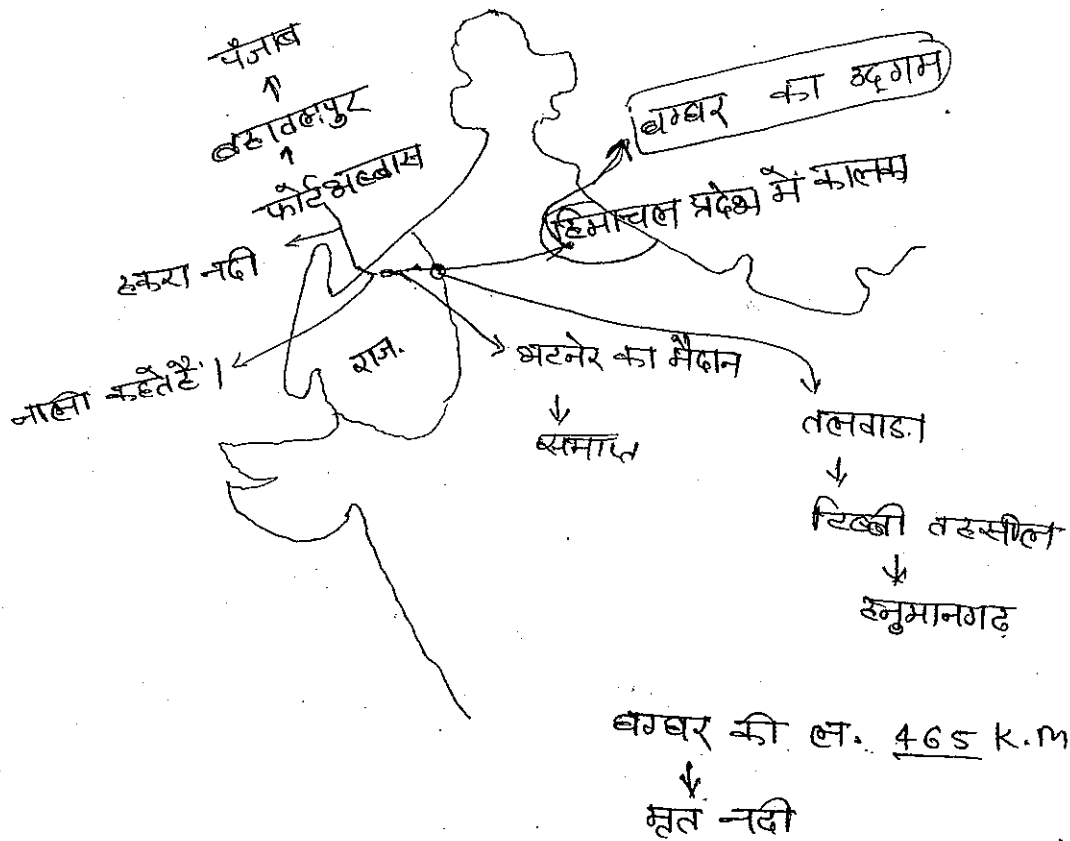 पंजाब
↑
बहावलपुर
↑
फोर्टअब्बास
हकरा नदी
नाली कहते हैं।
राज.
घग्घर का उद्गम
हिमाचल प्रदेश में कालका
भटनेर का मैदान
↓
समाप्त
तलवाडा
↓
टिब्बी तहसील
↓
हनुमानगढ़
घग्घर की ल. 465 K.m
↓
मृत नदी